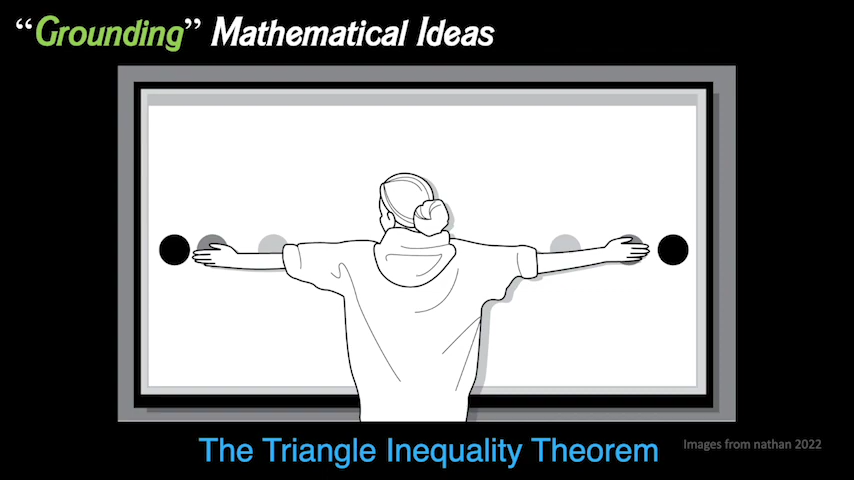 “Grounding” Mathematical Ideas
The Triangle Inequality Theorem
Images from nathan 2022